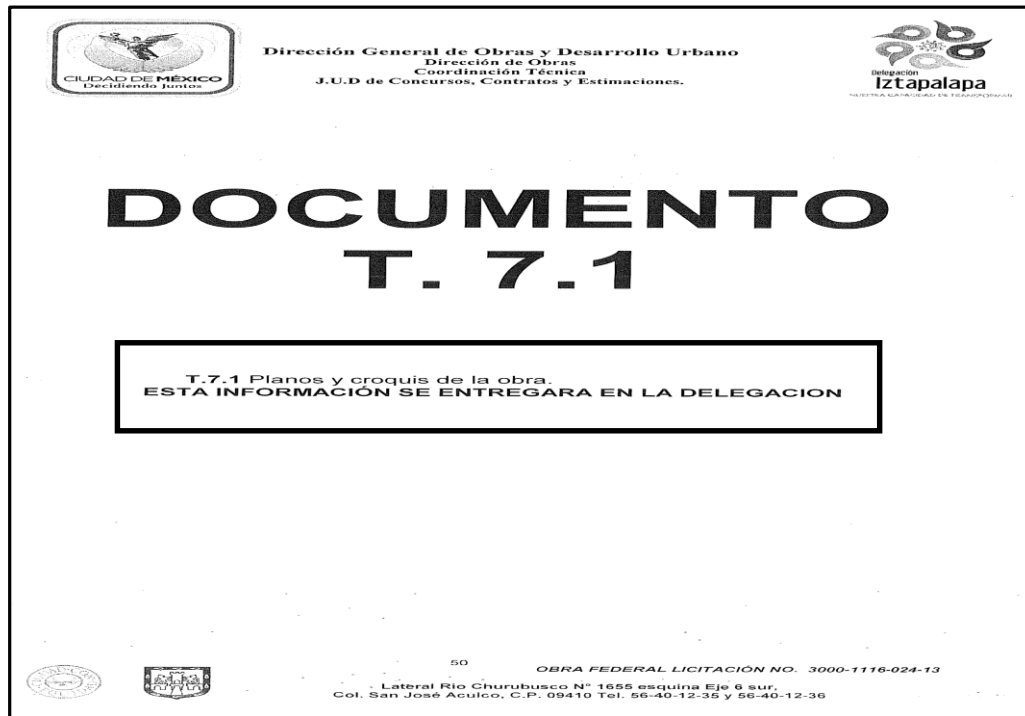 CIUDAD DE MÉXICO
Decidiendo Juntos
Dirección General de Obras y Desarrollo Urbano
Dirección de Obras
Coordinación Técnica
J.U.D de Concursos, Contratos y Estimaciones.
Delegación
Iztapalapa
DOCUMENTO
T. 7.1
T.7.1 Planos y croquis de la obra.
ESTA INFORMACIÓN SE ENTREGARA EN LA DELEGACION
50
OBRA FEDERAL LICITACIÓN NO. 3000-1116-024-13
Lateral Rio Churubusco N° 1655 esquina Eje 6 sur,
Col. San José Aculco, C.P. 09410 Tel. 56-40-12-35 y 56-40-12-36